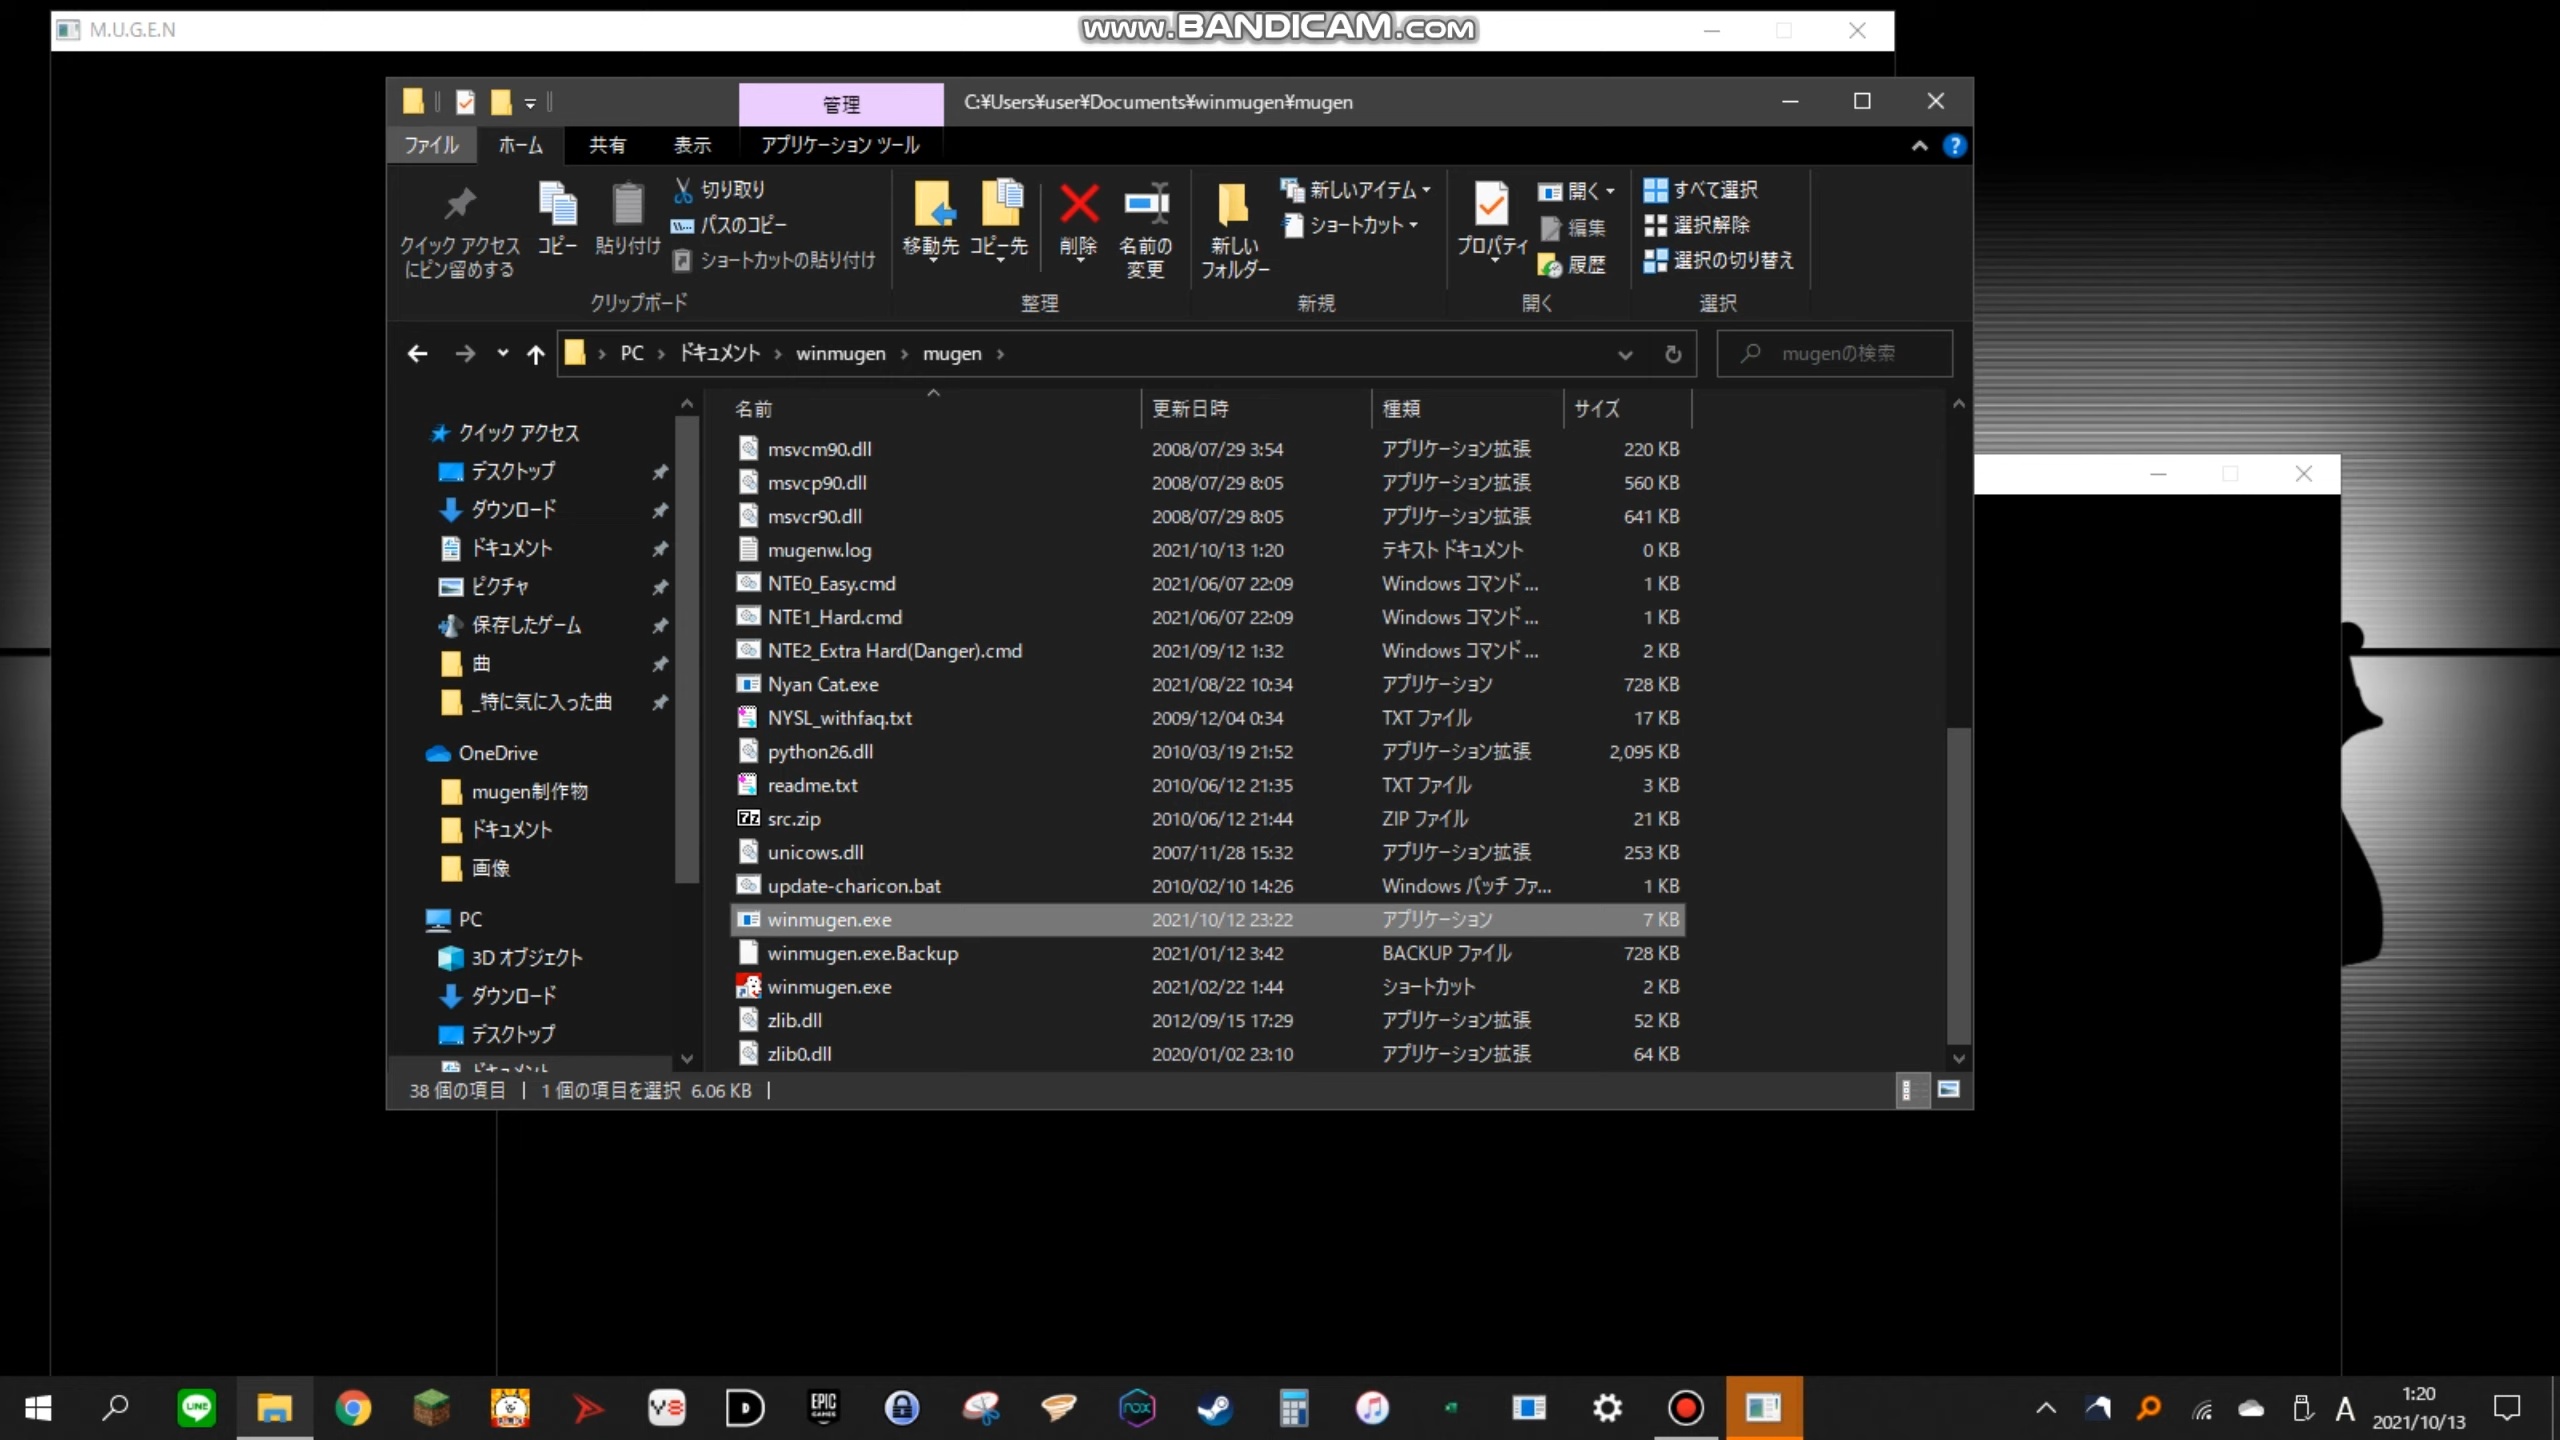 M.U.G.E.N
www.BANDICAM.com
管理
C:¥Users¥user¥Documents¥winmugen¥mugen
ファイル ホーム 共有 表示 アプリケーション ツール
クイック アクセス
にピン留めする
コピー
貼り付け
切り取り
パスのコピー
ショートカットの貼り付け
クリップボード
移動先
コピー先
削除
名前の
変更
整理
新しい
フォルダー
新しいアイテム
ショートカット
新規
プロパティ
開く
編集
履歴
開く
すべて選択
選択解除
選択の切り替え
選択
PC ドキュメント winmugen mugen
mugenの検索
クイック アクセス
デスクトップ
ダウンロード
ドキュメント
ピクチャ
保存したゲーム
曲
_特に気に入った曲
OneDrive
mugen制作物
ドキュメント
画像
PC
3D オブジェクト
ダウンロード
デスクトップ
ドキュメント
名前 更新日時 種類 サイズ
msvcm90.dll 2008/07/29 3:54 アプリケーション拡張 220 KB
msvcp90.dll 2008/07/29 8:05 アプリケーション拡張 560 KB
msvcr90.dll 2008/07/29 8:05 アプリケーション拡張 641 KB
mugenw.log 2021/10/13 1:20 テキスト ドキュメント 0 KB
NTE0_Easy.cmd 2021/06/07 22:09 Windows コマンド ... 1 KB
NTE1_Hard.cmd 2021/06/07 22:09 Windows コマンド ... 1 KB
NTE2_Extra Hard(Danger).cmd 2021/09/12 1:32 Windows コマンド ... 2 KB
Nyan Cat.exe 2021/08/22 10:34 アプリケーション 728 KB
NYSL_withfaq.txt 2009/12/04 0:34 TXT ファイル 17 KB
python26.dll 2010/03/19 21:52 アプリケーション拡張 2,095 KB
readme.txt 2010/06/12 21:35 TXT ファイル 3 KB
src.zip 2010/06/12 21:44 ZIP ファイル 21 KB
unicows.dll 2007/11/28 15:32 アプリケーション拡張 253 KB
update-charicon.bat 2010/02/10 14:26 Windows バッチ ファ... 1 KB
winmugen.exe 2021/10/12 23:22 アプリケーション 7 KB
winmugen.exe.Backup 2021/01/12 3:42 BACKUP ファイル 728 KB
winmugen.exe 2021/02/22 1:44 ショートカット 2 KB
zlib.dll 2012/09/15 17:29 アプリケーション拡張 52 KB
zlib0.dll 2020/01/02 23:10 アプリケーション拡張 64 KB
38 個の項目 1 個の項目を選択 6.06 KB
LINE
D
EPIC
GAMES
nox
A
1:20
2021/10/13